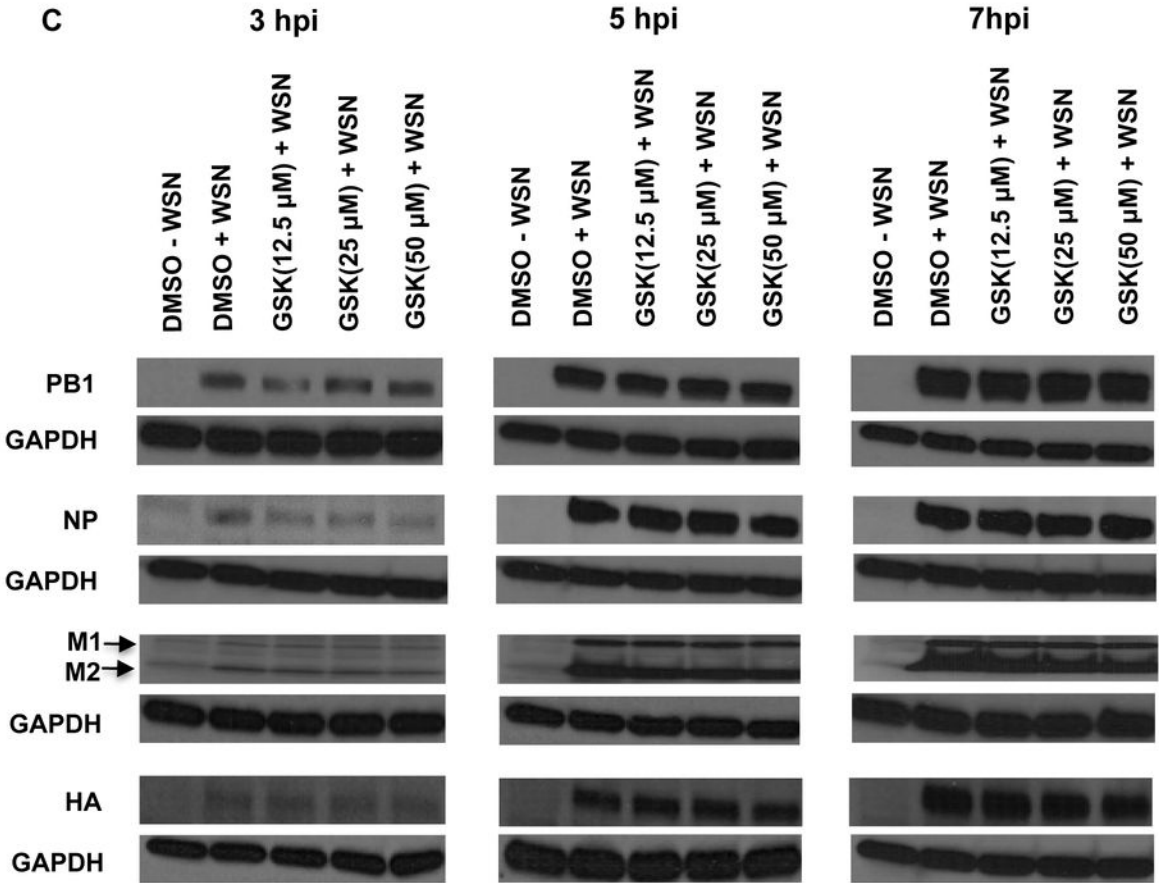 C
3 hpi
5 hpi
7hpi
DMSO - WSN
DMSO + WSN
GSK(12.5 µM) + WSN
GSK(25 µM) + WSN
GSK(50 µM) + WSN
DMSO - WSN
DMSO + WSN
GSK(12.5 µM) + WSN
GSK(25 µM) + WSN
GSK(50 µM) + WSN
DMSO - WSN
DMSO + WSN
GSK(12.5 µM) + WSN
GSK(25 µM) + WSN
GSK(50 µM) + WSN
PB1
GAPDH
NP
GAPDH
M1
M2
GAPDH
HA
GAPDH